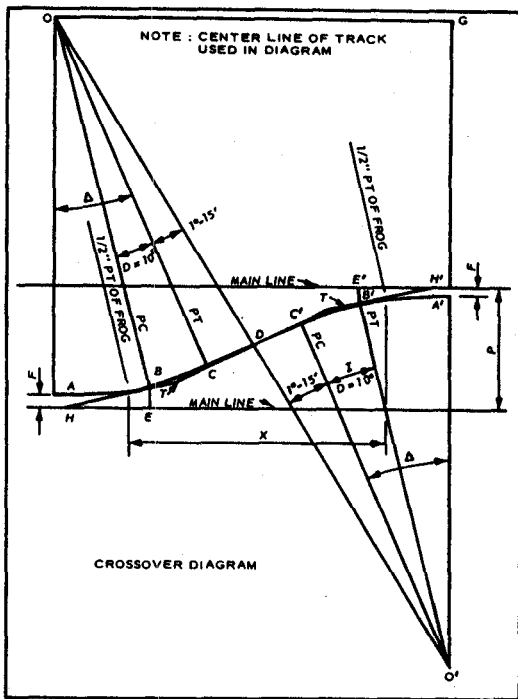 O G
NOTE : CENTER LINE OF TRACK
USED IN DIAGRAM
1/2" PT OF FROG
Δ
1°-15'
D = 10°
1/2" PT OF FROG
MAIN LINE
E" H' F
B' A'
T
PC PT C' PT
F A B D PC P
T C 1°-15' I
D = 10°
H E MAIN LINE
X
Δ
CROSSOVER DIAGRAM
O'